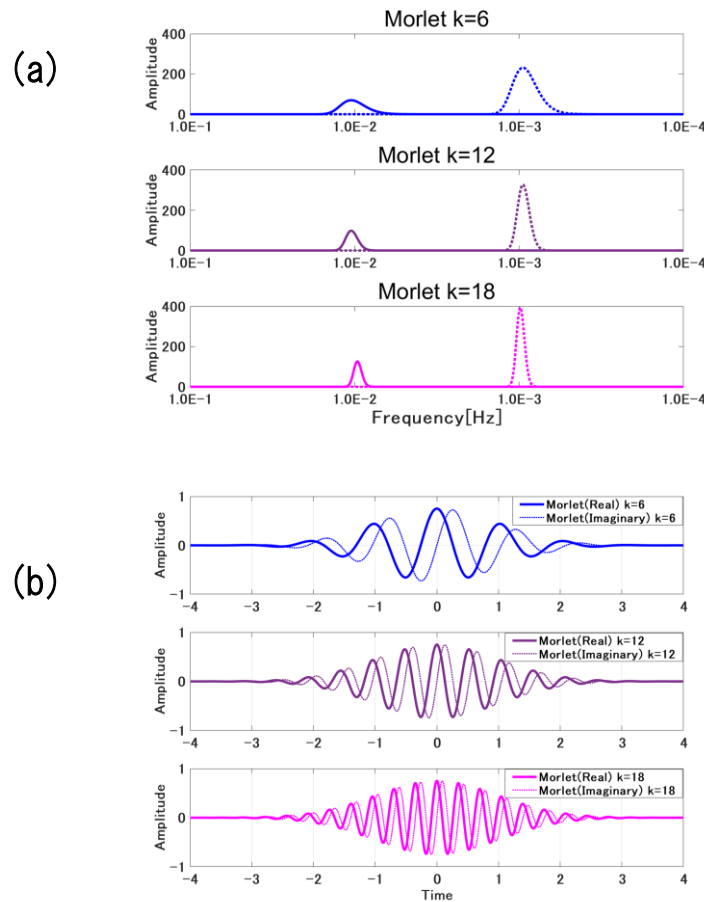 (a)
Morlet k=6
Amplitude
400
200
0
1.0E-1 1.0E-2 1.0E-3 1.0E-4
Morlet k=12
Amplitude
400
200
0
1.0E-1 1.0E-2 1.0E-3 1.0E-4
Morlet k=18
Amplitude
400
200
0
1.0E-1 1.0E-2 1.0E-3 1.0E-4
Frequency[Hz]
(b)
Amplitude
1
0
-1
Morlet(Real) k=6
Morlet(Imaginary) k=6
-4 -3 -2 -1 0 1 2 3 4
Amplitude
1
0
-1
Morlet(Real) k=12
Morlet(Imaginary) k=12
-4 -3 -2 -1 0 1 2 3 4
Amplitude
1
0
-1
Morlet(Real) k=18
Morlet(Imaginary) k=18
-4 -3 -2 -1 0 1 2 3 4
Time